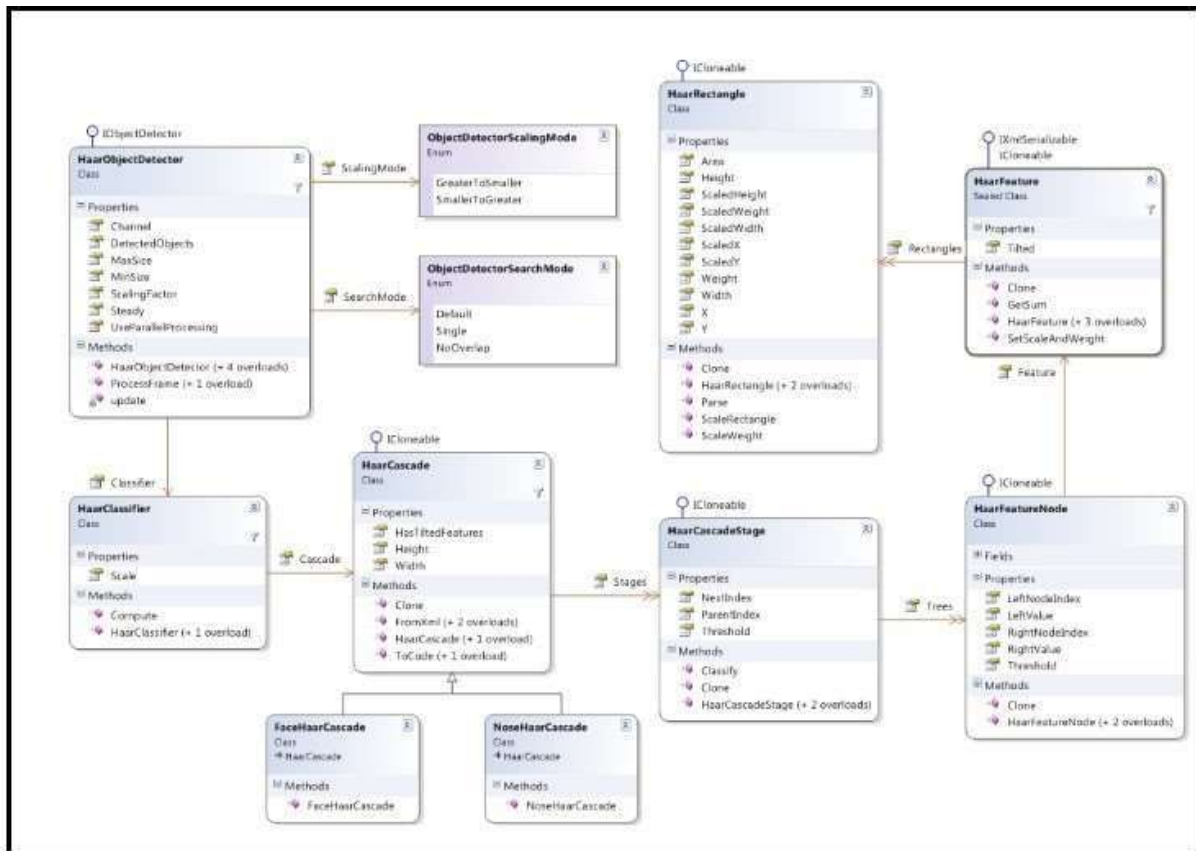 IObjectDetector
HaarObjectDetector
Class
Properties
Channel
DetectedObjects
MaxSize
MinSize
ScalingFactor
Steady
UseParallelProcessing
Methods
HaarObjectDetector (+ 4 overloads)
ProcessFrame (+ 1 overload)
update
ScalingMode
ObjectDetectorScalingMode
Enum
GreaterToSmaller
SmallerToGreater
SearchMode
ObjectDetectorSearchMode
Enum
Default
Single
NoOverlap
ICloneable
HaarRectangle
Class
Properties
Area
Height
ScaledHeight
ScaledWeight
ScaledWidth
ScaledX
ScaledY
Weight
Width
X
Y
Methods
Clone
HaarRectangle (+ 2 overloads)
Parse
ScaleRectangle
ScaleWeight
Rectangles
IXmlSerializable
ICloneable
HaarFeature
Sealed Class
Properties
Tilted
Methods
Clone
GetSum
HaarFeature (+ 3 overloads)
SetScaleAndWeight
Feature
Classifier
HaarClassifier
Class
Properties
Scale
Methods
Compute
HaarClassifier (+ 1 overload)
Cascade
ICloneable
HaarCascade
Class
Properties
HasTiltedFeatures
Height
Width
Methods
Clone
FromXml (+ 2 overloads)
HaarCascade (+ 1 overload)
ToCode (+ 1 overload)
Stages
ICloneable
HaarCascadeStage
Class
Properties
NextIndex
ParentIndex
Threshold
Methods
Classify
Clone
HaarCascadeStage (+ 2 overloads)
Trees
ICloneable
HaarFeatureNode
Class
Fields
Properties
LeftNodeIndex
LeftValue
RightNodeIndex
RightValue
Threshold
Methods
Clone
HaarFeatureNode (+ 2 overloads)
FaceHaarCascade
Class
HaarCascade
Methods
FaceHaarCascade
NoseHaarCascade
Class
HaarCascade
Methods
NoseHaarCascade